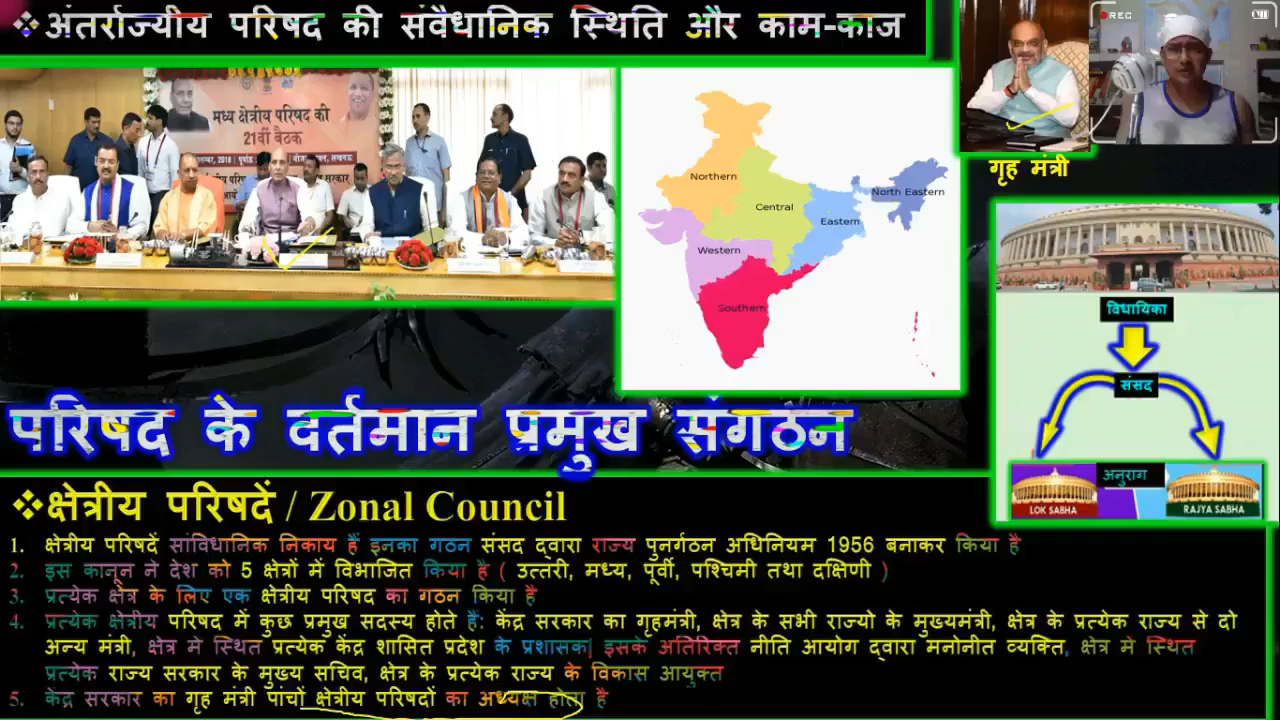 ❖अंतर्राज्यीय परिषद की संवैधानिक स्थिति और काम-काज
REC
मध्य क्षेत्रीय परिषद की
21वीं बैठक
Northern
Central
North Eastern
Eastern
Western
Southern
गृह मंत्री
विधायिका
संसद
अनुराग
LOK SABHA
RAJYA SABHA
परिषद के वर्तमान प्रमुख संगठन
❖क्षेत्रीय परिषदें / Zonal Council
1. क्षेत्रीय परिषदें सांविधानिक निकाय हैं इनका गठन संसद द्वारा राज्य पुनर्गठन अधिनियम 1956 बनाकर किया है
2. इस कानून ने देश को 5 क्षेत्रों में विभाजित किया है ( उत्तरी, मध्य, पूर्वी, पश्चिमी तथा दक्षिणी )
3. प्रत्येक क्षेत्र के लिए एक क्षेत्रीय परिषद का गठन किया है
4. प्रत्येक क्षेत्रीय परिषद में कुछ प्रमुख सदस्य होते हैं: केंद्र सरकार का गृहमंत्री, क्षेत्र के सभी राज्यो के मुख्यमंत्री, क्षेत्र के प्रत्येक राज्य से दो
अन्य मंत्री, क्षेत्र मे स्थित प्रत्येक केंद्र शासित प्रदेश के प्रशासक| इसके अतिरिक्त नीति आयोग द्वारा मनोनीत व्यक्ति, क्षेत्र मे स्थित
प्रत्येक राज्य सरकार के मुख्य सचिव, क्षेत्र के प्रत्येक राज्य के विकास आयुक्त
5. केंद्र सरकार का गृह मंत्री पांचों क्षेत्रीय परिषदों का अध्यक्ष होता है